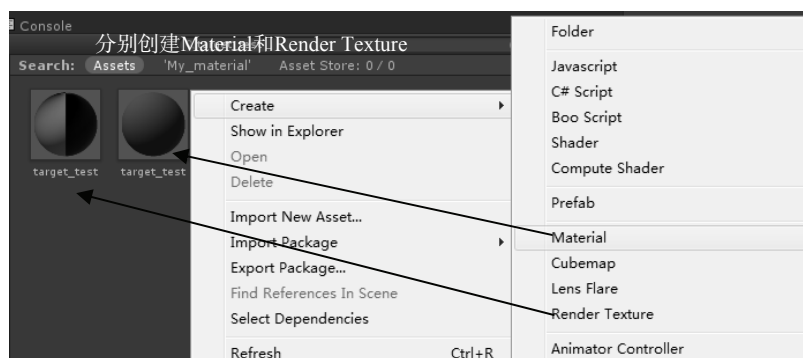 Console
分别创建Material和Render Texture
Search: Assets 'My_material' Asset Store: 0 / 0
target_test
target_test
Create
Show in Explorer
Open
Delete
Import New Asset...
Import Package
Export Package...
Find References In Scene
Select Dependencies
Refresh Ctrl+R
Folder
Javascript
C# Script
Boo Script
Shader
Compute Shader
Prefab
Material
Cubemap
Lens Flare
Render Texture
Animator Controller